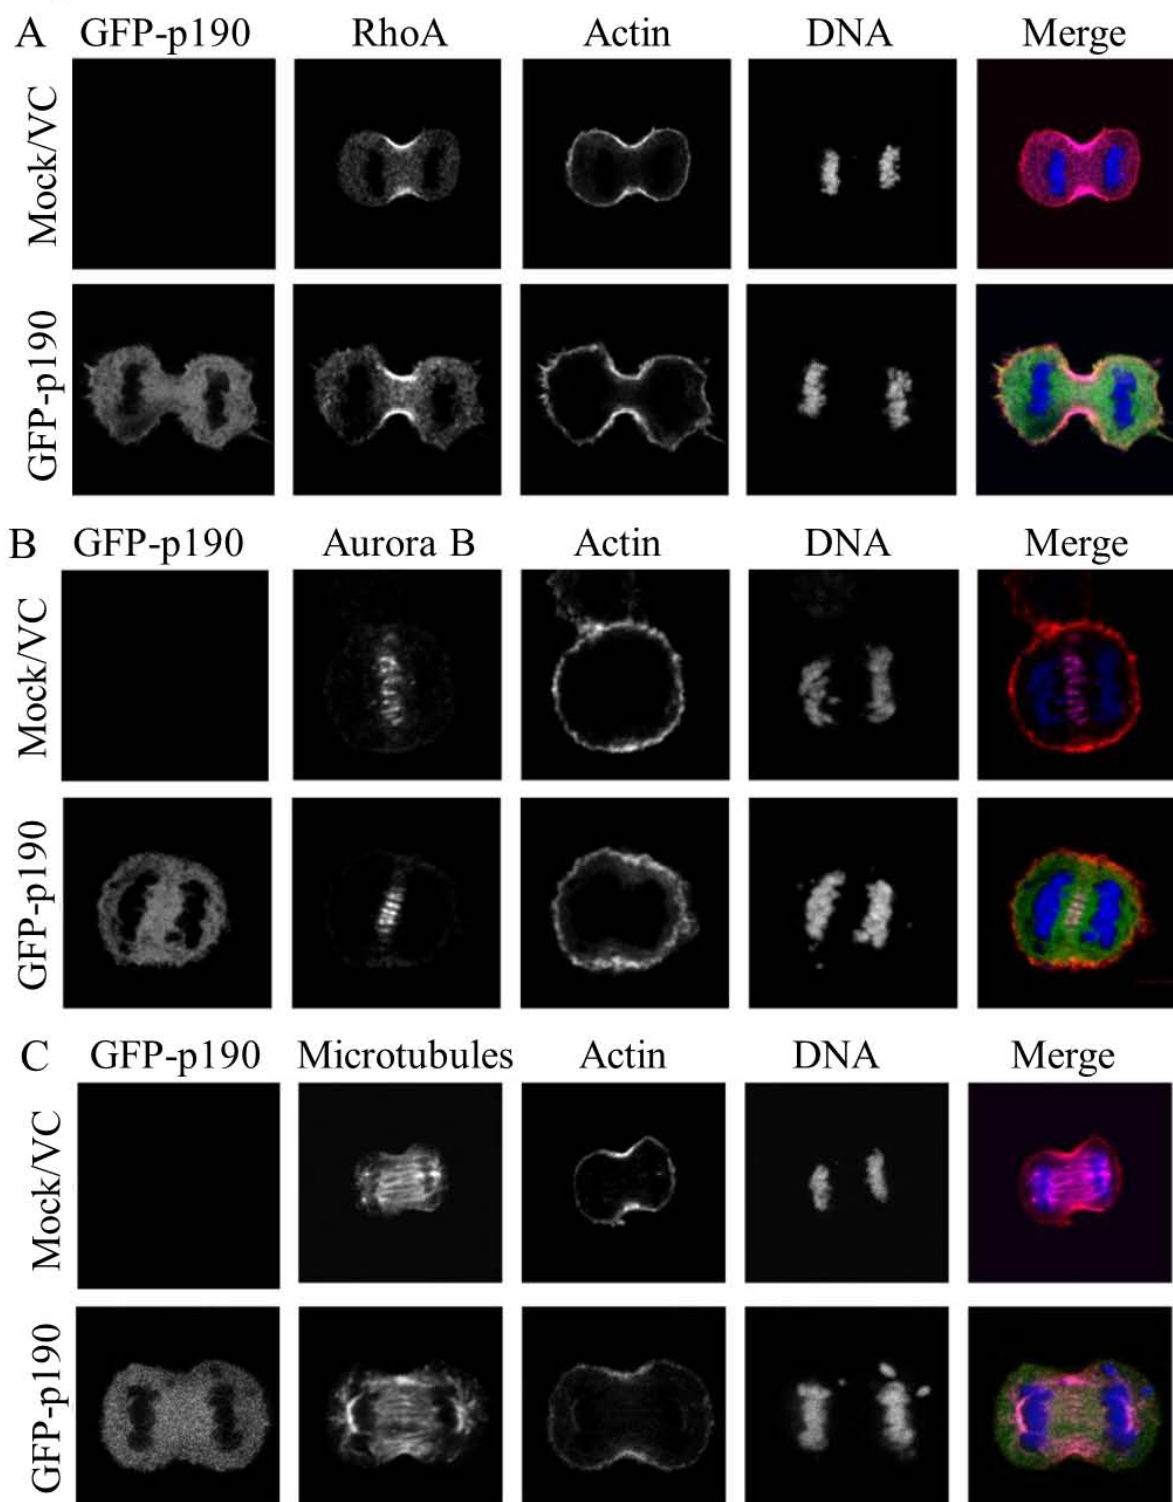 A GFP-p190 RhoA Actin DNA Merge
Mock/VC
GFP-p190
B GFP-p190 Aurora B Actin DNA Merge
Mock/VC
GFP-p190
C GFP-p190 Microtubules Actin DNA Merge
Mock/VC
GFP-p190